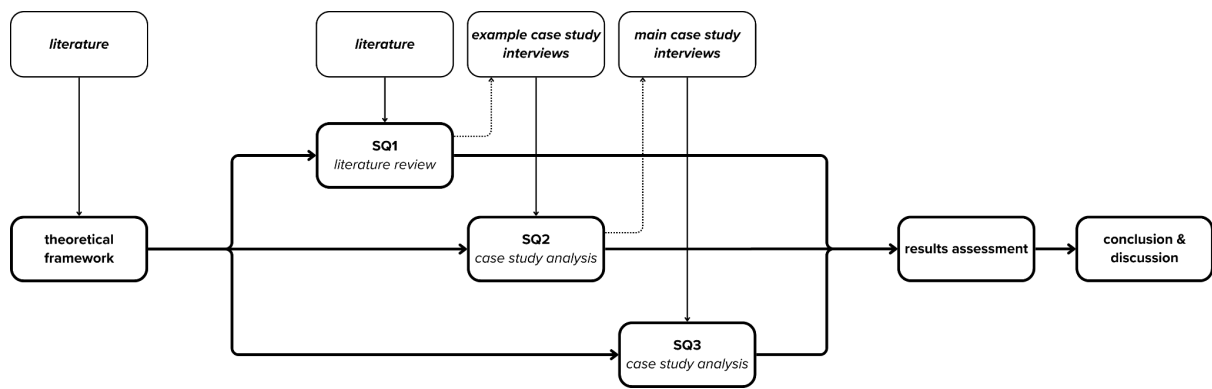 literature
literature
example case study
interviews
main case study
interviews
SQ1
literature review
theoretical
framework
SQ2
case study analysis
results assessment
conclusion &
discussion
SQ3
case study analysis